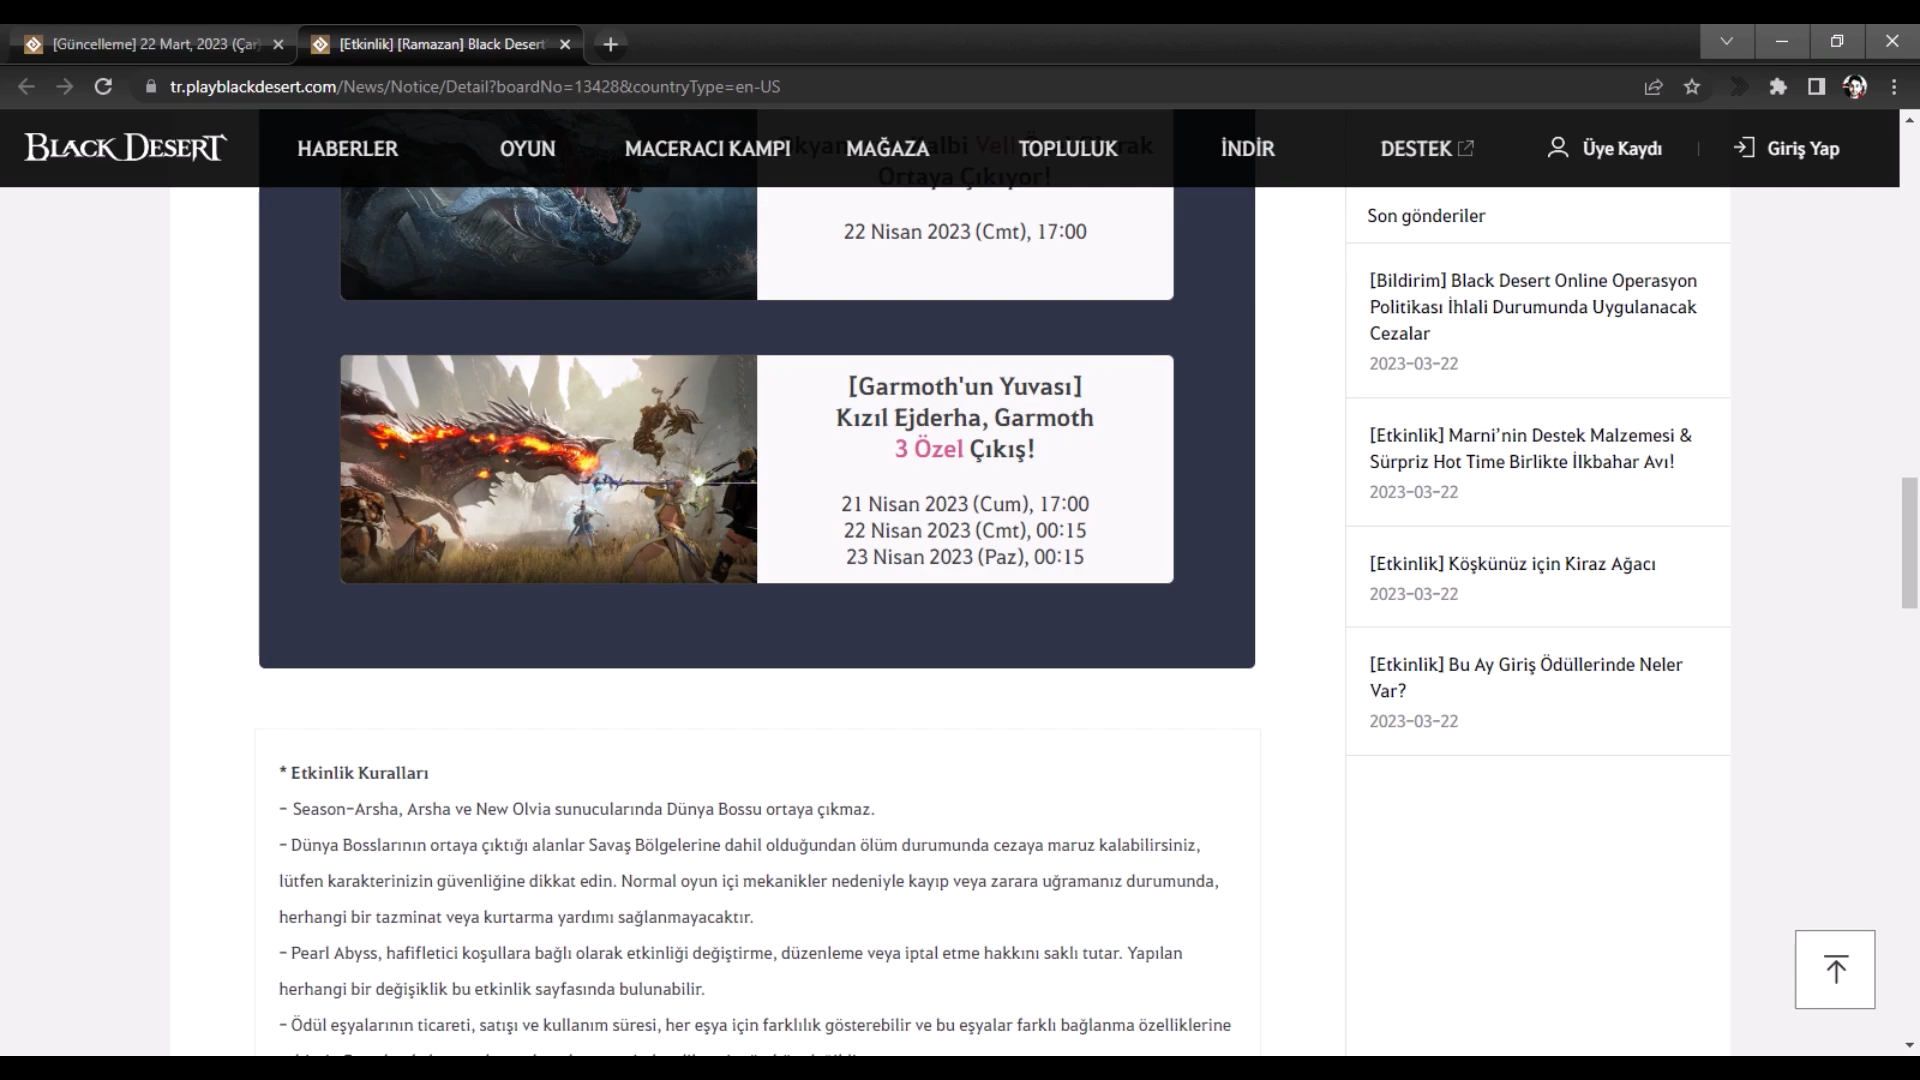 [Güncelleme] 22 Mart, 2023 (Çar
[Etkinlik] [Ramazan] Black Desert
tr.playblackdesert.com/News/Notice/Detail?boardNo=13428&countryType=en-US
BLACK DESERT
HABERLER
OYUN
MACERACI KAMPI
MAĞAZA
TOPLULUK
İNDİR
DESTEK
Üye Kaydı
Giriş Yap
Ortaya Çıkıyor!
22 Nisan 2023 (Cmt), 17:00
[Garmoth'un Yuvası]
Kızıl Ejderha, Garmoth
3 Özel Çıkış!
21 Nisan 2023 (Cum), 17:00
22 Nisan 2023 (Cmt), 00:15
23 Nisan 2023 (Paz), 00:15
* Etkinlik Kuralları
- Season-Arsha, Arsha ve New Olvia sunucularında Dünya Bossu ortaya çıkmaz.
- Dünya Bosslarının ortaya çıktığı alanlar Savaş Bölgelerine dahil olduğundan ölüm durumunda cezaya maruz kalabilirsiniz,
lütfen karakterinizin güvenliğine dikkat edin. Normal oyun içi mekanikler nedeniyle kayıp veya zarara uğramanız durumunda,
herhangi bir tazminat veya kurtarma yardımı sağlanmayacaktır.
- Pearl Abyss, hafifletici koşullara bağlı olarak etkinliği değiştirme, düzenleme veya iptal etme hakkını saklı tutar. Yapılan
herhangi bir değişiklik bu etkinlik sayfasında bulunabilir.
- Ödül eşyalarının ticareti, satışı ve kullanım süresi, her eşya için farklılık gösterebilir ve bu eşyalar farklı bağlanma özelliklerine
Son gönderiler
[Bildirim] Black Desert Online Operasyon
Politikası İhlali Durumunda Uygulanacak
Cezalar
2023-03-22
[Etkinlik] Marni’nin Destek Malzemesi &
Sürpriz Hot Time Birlikte İlkbahar Avı!
2023-03-22
[Etkinlik] Köşkünüz için Kiraz Ağacı
2023-03-22
[Etkinlik] Bu Ay Giriş Ödüllerinde Neler
Var?
2023-03-22